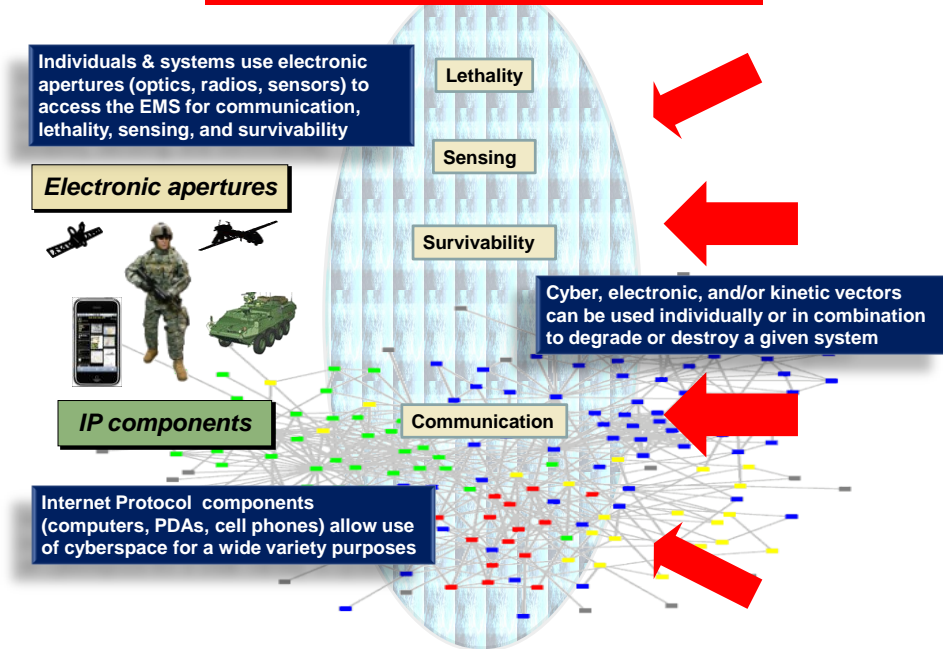 Individuals & systems use electronic
apertures (optics, radios, sensors) to
access the EMS for communication,
lethality, sensing, and survivability
Lethality
Sensing
Electronic apertures
Survivability
Cyber, electronic, and/or kinetic vectors
can be used individually or in combination
to degrade or destroy a given system
IP components
Communication
Internet Protocol components
(computers, PDAs, cell phones) allow use
of cyberspace for a wide variety purposes